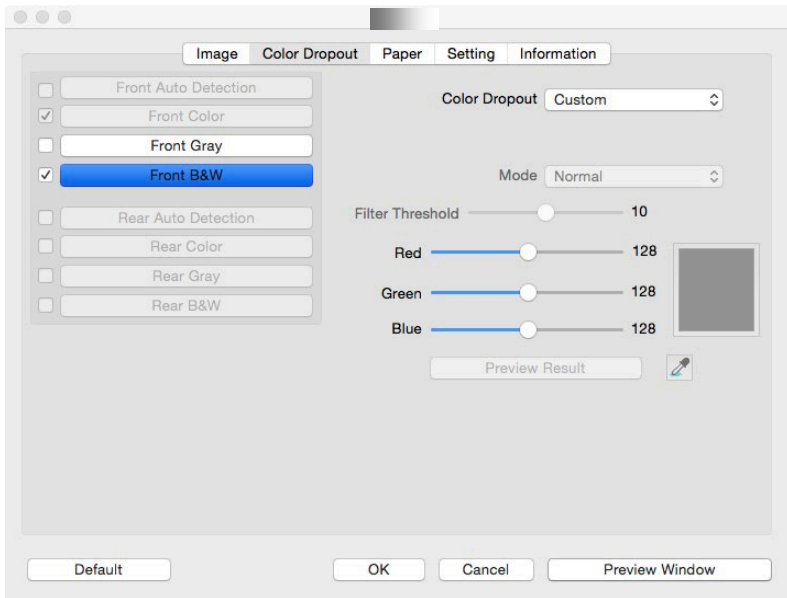 Image Color Dropout Paper Setting Information
Front Auto Detection
Front Color
Front Gray
Front B&W
Rear Auto Detection
Rear Color
Rear Gray
Rear B&W
Color Dropout Custom
Mode Normal
Filter Threshold 10
Red 128
Green 128
Blue 128
Preview Result
Default OK Cancel Preview Window